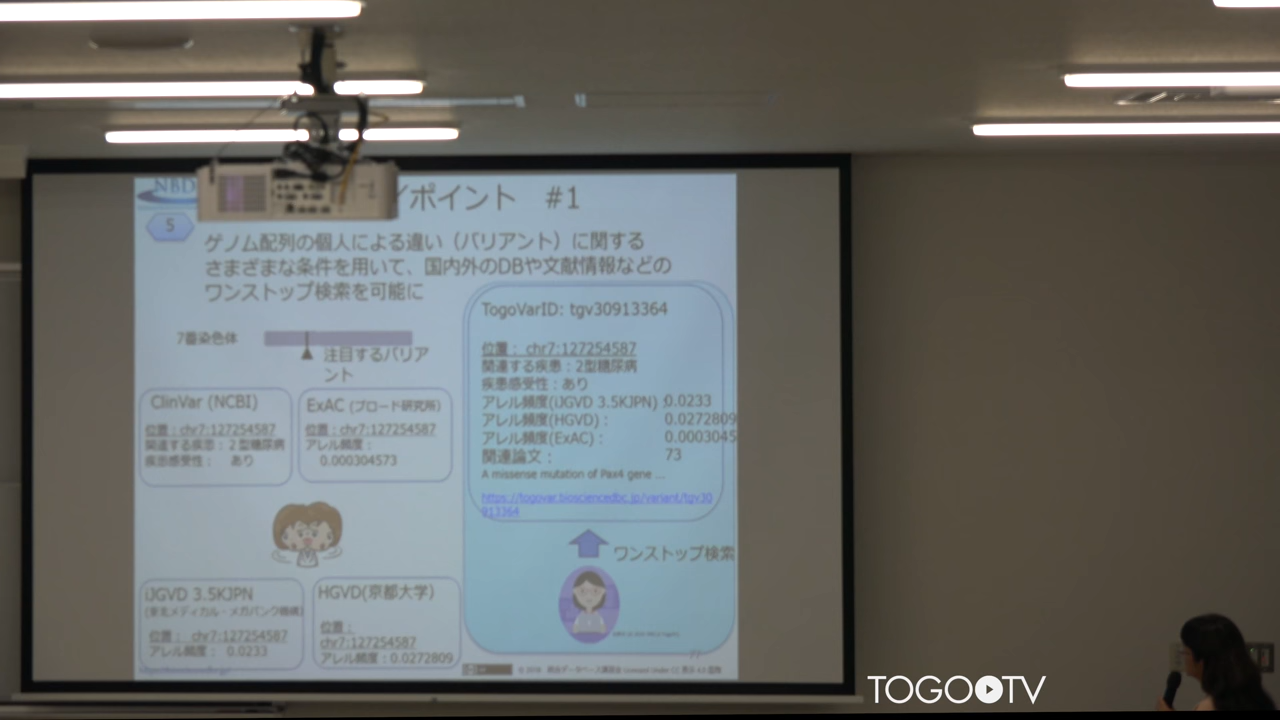 NBD
イポイント #1
5
ゲノム配列の個人による違い（バリアント）に関する
さまざまな条件を用いて、国内外のDBや文献情報などの
ワンストップ検索を可能に
7番染色体
注目するバリア
ント
ClinVar (NCBI)
位置：chr7:127254587
関連する疾患：２型糖尿病
疾患感受性： あり
ExAC (ブロード研究所)
位置：chr7:127254587
アレル頻度：
0.000304573
iJGVD 3.5KJPN
(東北メディカル・メガバンク機構)
位置： chr7:127254587
アレル頻度： 0.0233
HGVD(京都大学)
位置：
chr7:127254587
アレル頻度：0.0272809
TogoVarID: tgv30913364
位置： chr7:127254587
関連する疾患：2型糖尿病
疾患感受性：あり
アレル頻度(iJGVD 3.5KJPN)：0.0233
アレル頻度(HGVD)： 0.0272809
アレル頻度(ExAC)： 0.0003045
関連論文： 73
A missense mutation of Pax4 gene ...
https://togovar.biosciencedbc.jp/variant/tgv30
913364
ワンストップ検索
TOGOTV